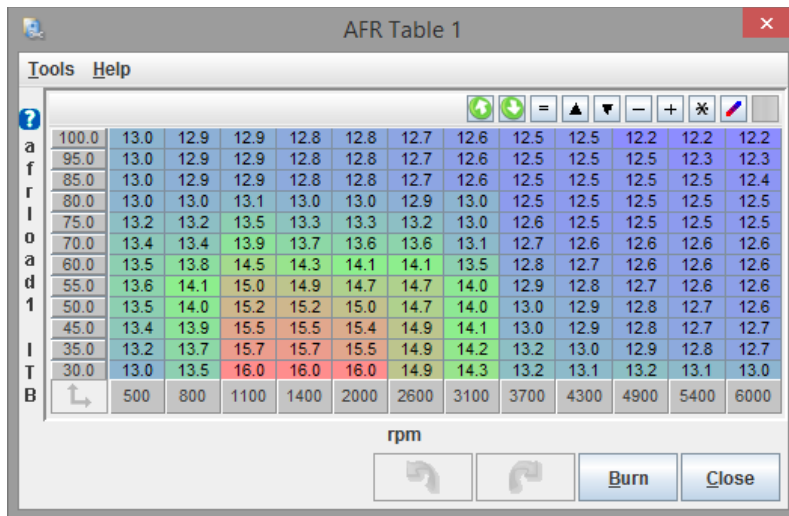 AFR Table 1
Tools Help
= - + *
100.0 13.0 12.9 12.9 12.8 12.8 12.7 12.6 12.5 12.5 12.2 12.2 12.2
95.0 13.0 12.9 12.9 12.8 12.8 12.7 12.6 12.5 12.5 12.5 12.3 12.3
85.0 13.0 12.9 12.9 12.8 12.8 12.7 12.6 12.5 12.5 12.5 12.5 12.4
80.0 13.0 13.0 13.1 13.0 13.0 12.9 13.0 12.5 12.5 12.5 12.5 12.5
75.0 13.2 13.2 13.5 13.3 13.3 13.2 13.0 12.6 12.5 12.5 12.5 12.5
70.0 13.4 13.4 13.9 13.7 13.6 13.6 13.1 12.7 12.6 12.6 12.6 12.6
60.0 13.5 13.8 14.5 14.3 14.1 14.1 13.5 12.8 12.7 12.6 12.6 12.6
55.0 13.6 14.1 15.0 14.9 14.7 14.7 14.0 12.9 12.8 12.7 12.6 12.6
50.0 13.5 14.0 15.2 15.2 15.0 14.7 14.0 13.0 12.9 12.8 12.7 12.6
45.0 13.4 13.9 15.5 15.5 15.4 14.9 14.1 13.0 12.9 12.8 12.7 12.7
35.0 13.2 13.7 15.7 15.7 15.5 14.9 14.2 13.2 13.0 12.9 12.8 12.7
30.0 13.0 13.5 16.0 16.0 16.0 14.9 14.3 13.2 13.1 13.2 13.1 13.0
500 800 1100 1400 2000 2600 3100 3700 4300 4900 5400 6000
afrload1 ITB
rpm
Burn Close